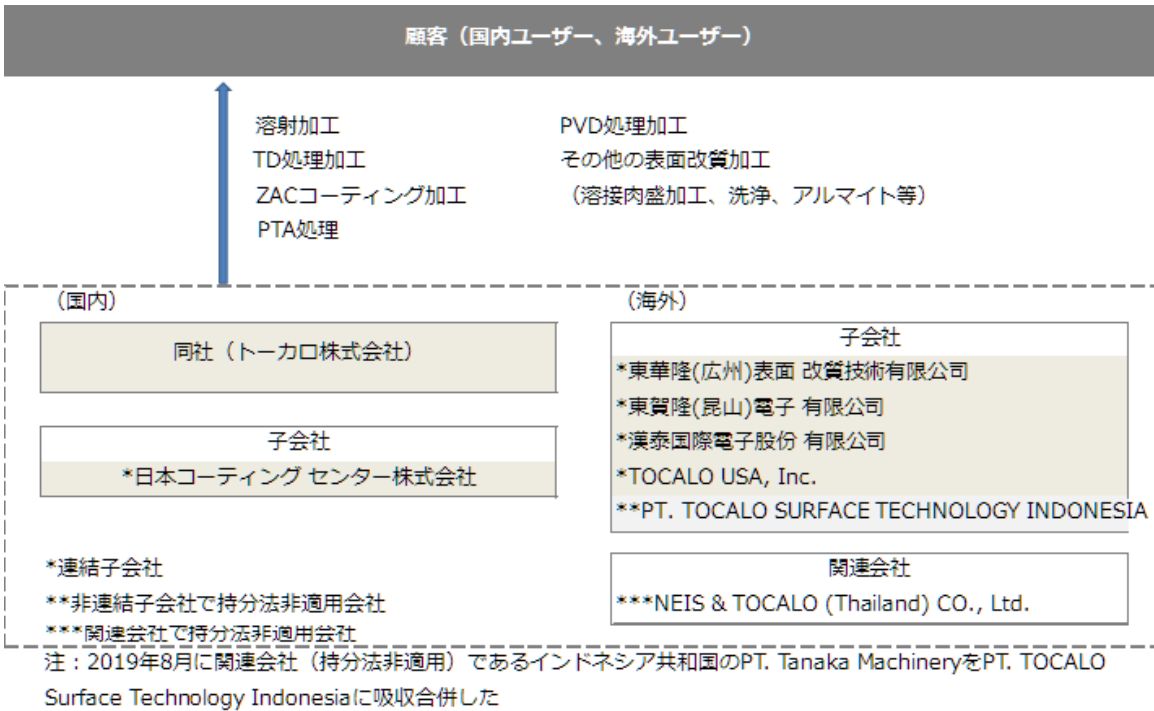 顧客（国内ユーザー、海外ユーザー）
溶射加工
TD処理加工
ZACコーティング加工
PTA処理
PVD処理加工
その他の表面改質加工
（溶接肉盛加工、洗浄、アルマイト等）
（国内）
同社（トーカロ株式会社）
子会社
*日本コーティング センター株式会社
（海外）
子会社
*東華隆(広州)表面 改質技術有限公司
*東賀隆(昆山)電子 有限公司
*漢泰国際電子股份 有限公司
*TOCALO USA, Inc.
**PT. TOCALO SURFACE TECHNOLOGY INDONESIA
関連会社
***NEIS & TOCALO (Thailand) CO., Ltd.
*連結子会社
**非連結子会社で持分法非適用会社
***関連会社で持分法非適用会社
注：2019年8月に関連会社（持分法非適用）であるインドネシア共和国のPT. Tanaka MachineryをPT. TOCALO
Surface Technology Indonesiaに吸収合併した